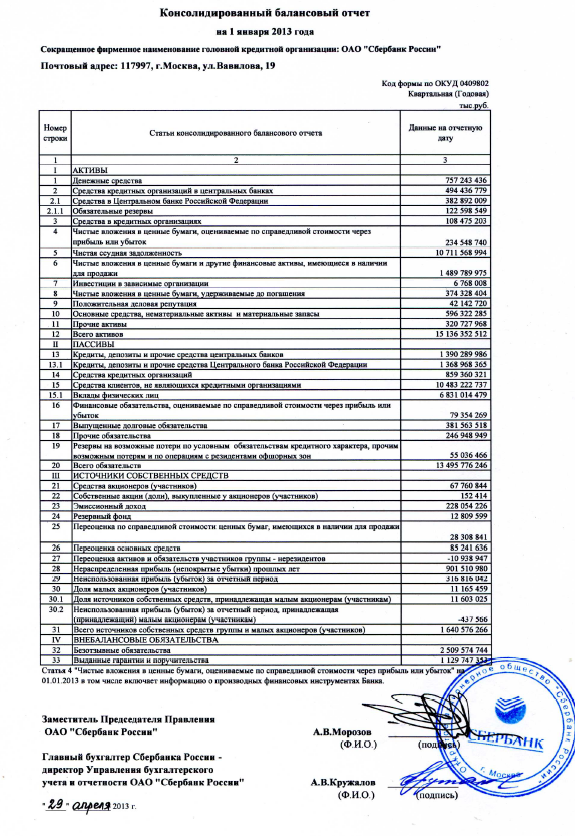 Консолидированный балансовый отчет
на 1 января 2013 года
Сокращенное фирменное наименование головной кредитной организации: ОАО "Сбербанк России"
Почтовый адрес: 117997, г.Москва, ул.Вавилова, 19
Код формы по ОКУД 0409802
Квартальная (Годовая)
тыс.руб.
Номер строки Статьи консолидированного балансового отчета Данные на отчетную дату
1 2 3
I АКТИВЫ
1 Денежные средства 757 243 436
2 Средства кредитных организаций в центральных банках 494 436 779
2.1 Средства в Центральном банке Российской Федерации 382 892 009
2.1.1 Обязательные резервы 122 598 549
3 Средства в кредитных организациях 108 475 203
4 Чистые вложения в ценные бумаги, оцениваемые по справедливой стоимости через
прибыль или убыток 234 548 740
5 Чистая ссудная задолженность 10 711 568 994
6 Чистые вложения в ценные бумаги и другие финансовые активы, имеющиеся в наличии
для продажи 1 489 789 975
7 Инвестиции в зависимые организации 6 768 008
8 Чистые вложения в ценные бумаги, удерживаемые до погашения 374 328 404
9 Положительная деловая репутация 42 142 720
10 Основные средства, нематериальные активы и материальные запасы 596 322 285
11 Прочие активы 320 727 968
12 Всего активов 15 136 352 512
II ПАССИВЫ
13 Кредиты, депозиты и прочие средства центральных банков 1 390 289 986
13.1 Кредиты, депозиты и прочие средства Центрального банка Российской Федерации 1 368 968 365
14 Средства кредитных организаций 859 360 321
15 Средства клиентов, не являющихся кредитными организациями 10 483 222 737
15.1 Вклады физических лиц 6 831 014 479
16 Финансовые обязательства, оцениваемые по справедливой стоимости через прибыль или
убыток 79 354 269
17 Выпущенные долговые обязательства 381 563 518
18 Прочие обязательства 246 948 949
19 Резервы на возможные потери по условным обязательствам кредитного характера, прочим
возможным потерям и по операциям с резидентами офшорных зон 55 036 466
20 Всего обязательств 13 495 776 246
III ИСТОЧНИКИ СОБСТВЕННЫХ СРЕДСТВ
21 Средства акционеров (участников) 67 760 844
22 Собственные акции (доли), выкупленные у акционеров (участников) 152 414
23 Эмиссионный доход 228 054 226
24 Резервный фонд 12 809 599
25 Переоценка по справедливой стоимости ценных бумаг, имеющихся в наличии для продажи
28 308 841
26 Переоценка основных средств 85 241 636
27 Переоценка активов и обязательств участников группы - нерезидентов -10 938 947
28 Нераспределенная прибыль (непокрытые убытки) прошлых лет 901 510 980
29 Неиспользованная прибыль (убыток) за отчетный период 316 816 042
30 Доля малых акционеров (участников) 11 165 459
30.1 Доля источников собственных средств, принадлежащая малым акционерам (участникам) 11 603 025
30.2 Неиспользованная прибыль (убыток) за отчетный период, принадлежащая
(принадлежащий) малым акционерам (участникам) -437 566
31 Всего источников собственных средств группы и малых акционеров (участников) 1 640 576 266
IV ВНЕБАЛАНСОВЫЕ ОБЯЗАТЕЛЬСТВА
32 Безотзывные обязательства 2 509 574 744
33 Выданные гарантии и поручительства 1 129 747 353
Статья 4 "Чистые вложения в ценные бумаги, оцениваемые по справедливой стоимости через прибыль или убыток" на
01.01.2013 в том числе включает информацию о производных финансовых инструментах Банка.
Заместитель Председателя Правления
ОАО "Сбербанк России" А.В.Морозов
(Ф.И.О.) (подпись)
Главный бухгалтер Сбербанка России -
директор Управления бухгалтерского
учета и отчетности ОАО "Сбербанк России" А.В.Кружалов
(Ф.И.О.) (подпись)
"29" апреля 2013 г.
СБЕРБАНК
г. Москва